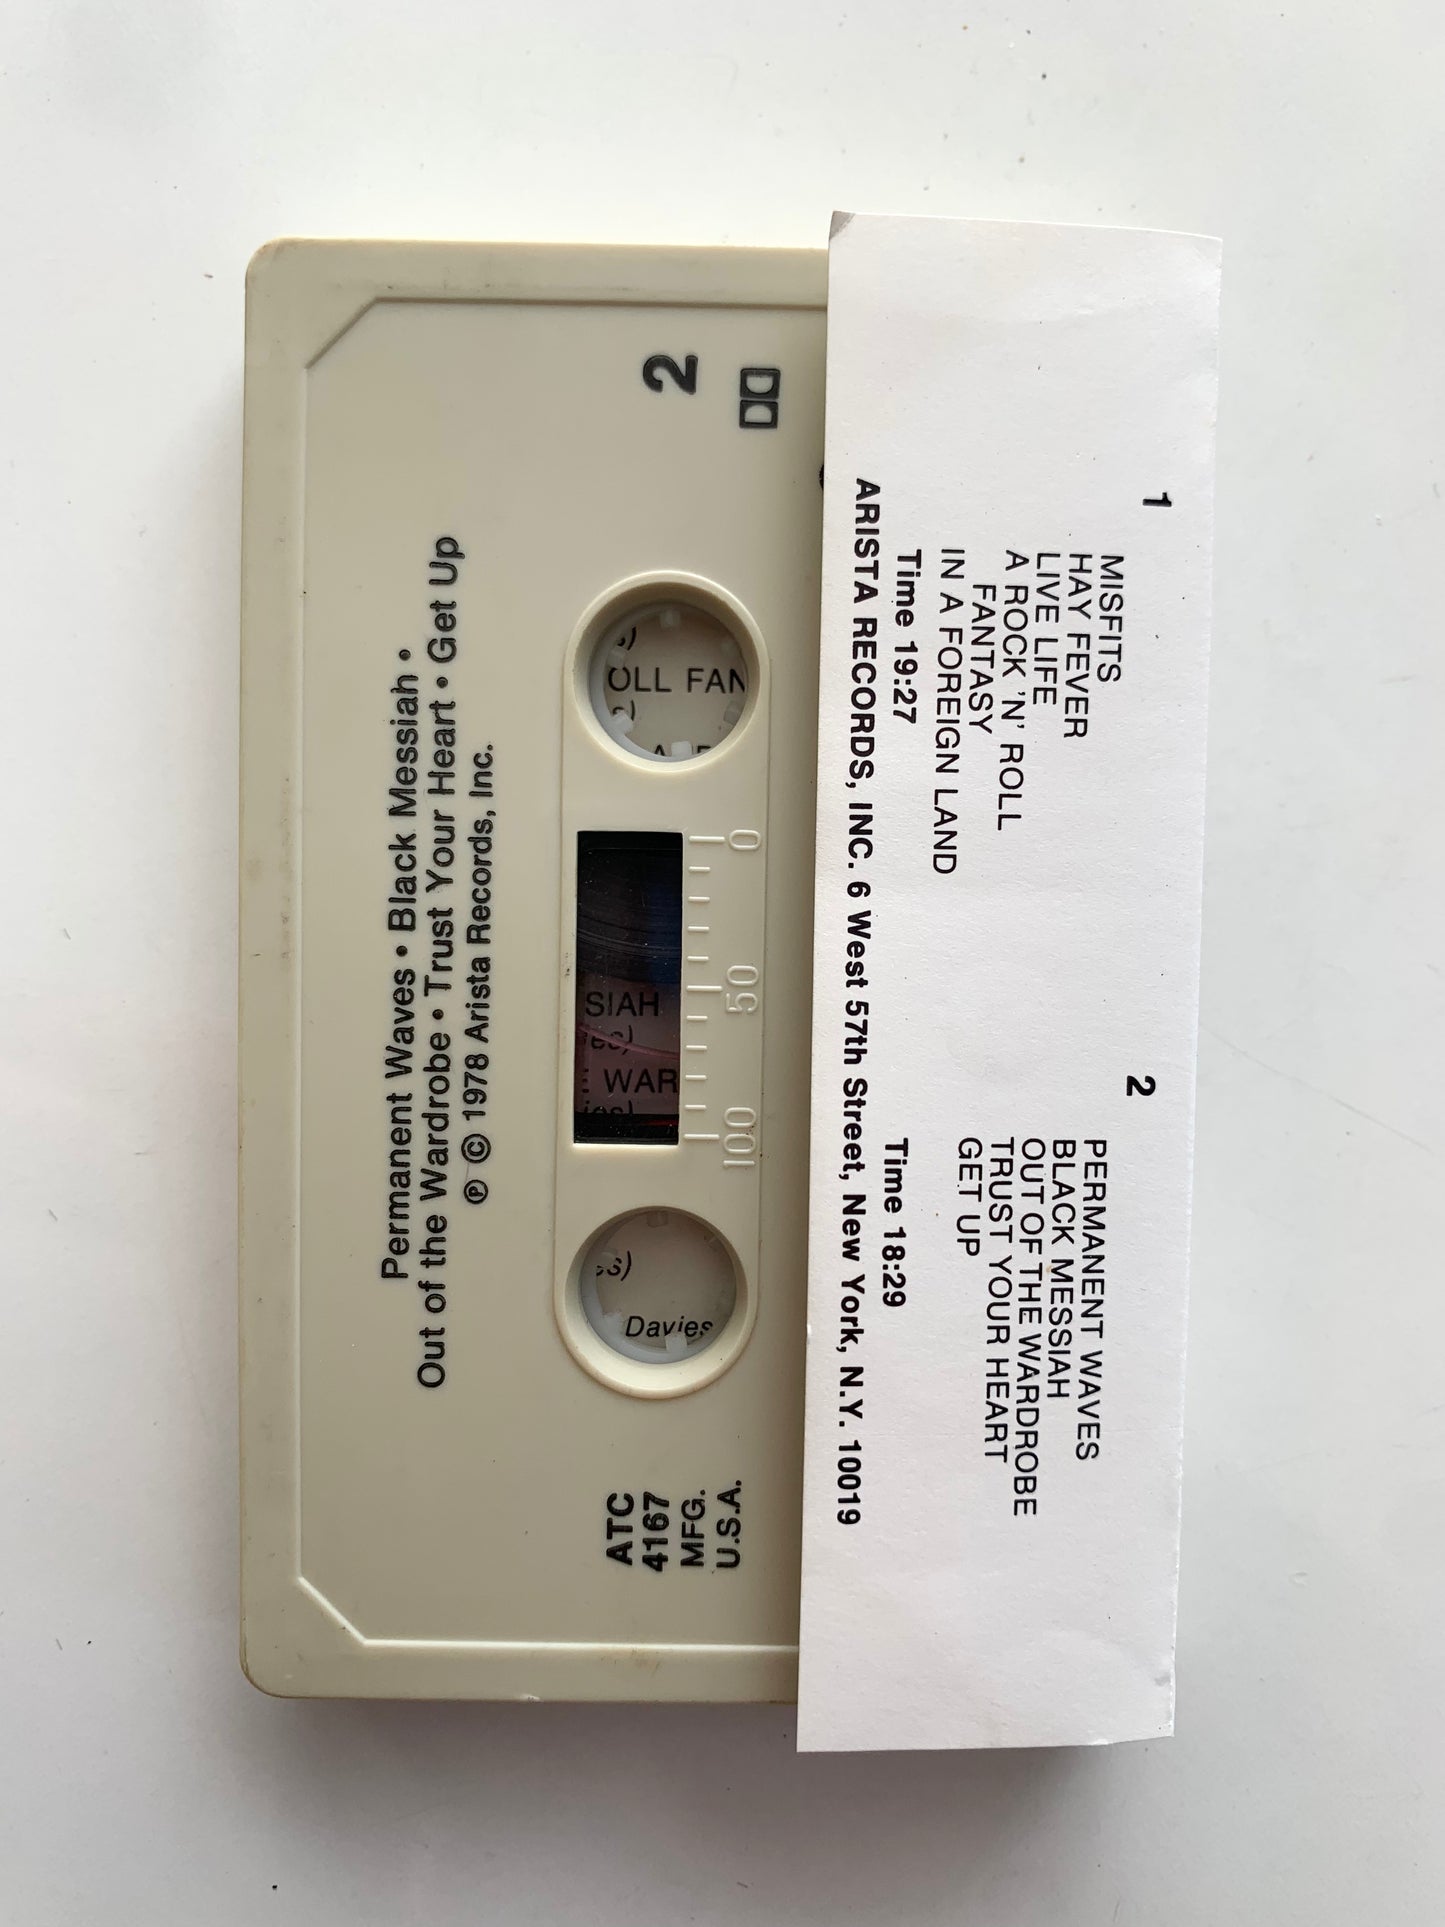 2
Permanent Waves • Black Messiah •
Out of the Wardrobe • Trust Your Heart • Get Up
℗ © 1978 Arista Records, Inc.
OLL FAN
0
50
100
SIAH
WAR
Davies
ATC
4167
MFG.
U.S.A.
1
MISFITS
HAY FEVER
LIVE LIFE
A ROCK 'N' ROLL
FANTASY
IN A FOREIGN LAND
Time 19:27
2
PERMANENT WAVES
BLACK MESSIAH
OUT OF THE WARDROBE
TRUST YOUR HEART
GET UP
Time 18:29
ARISTA RECORDS, INC. 6 West 57th Street, New York, N.Y. 10019